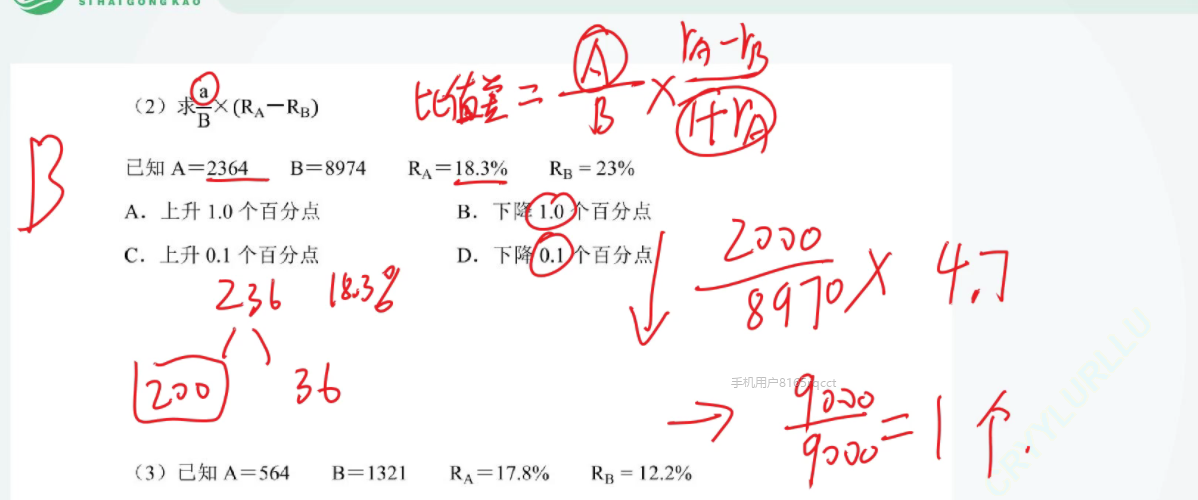 SIHAIGONGKAO
比值差 = A/B × (rA-rB)/(1+rA)
(2) 求 a/B ×(RA-RB)
B
已知 A=2364 B=8974 RA=18.3% RB = 23%
A. 上升 1.0 个百分点 B. 下降 1.0 个百分点
C. 上升 0.1 个百分点 D. 下降 0.1 个百分点
2000/8970 × 4.7
236 18.3%
200 36
手机用户8165
→ 9000/9000 = 1个.
CRKYLURLLU
(3) 已知 A=564 B=1321 RA=17.8% RB = 12.2%